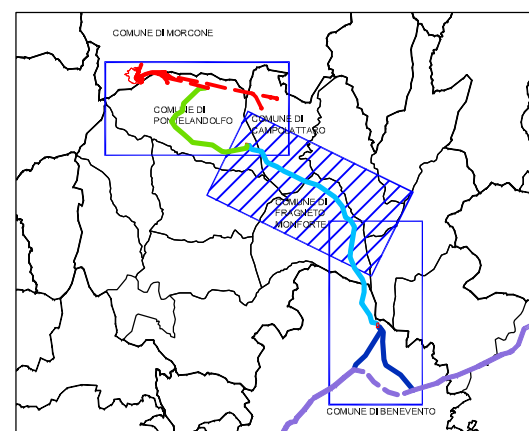 COMUNE DI MORCONE
COMUNE DI
PONTELANDOLFO
COMUNE DI
CAMPOLATTARO
COMUNE DI
FRAGNETO
MONFORTE
COMUNE DI BENEVENTO